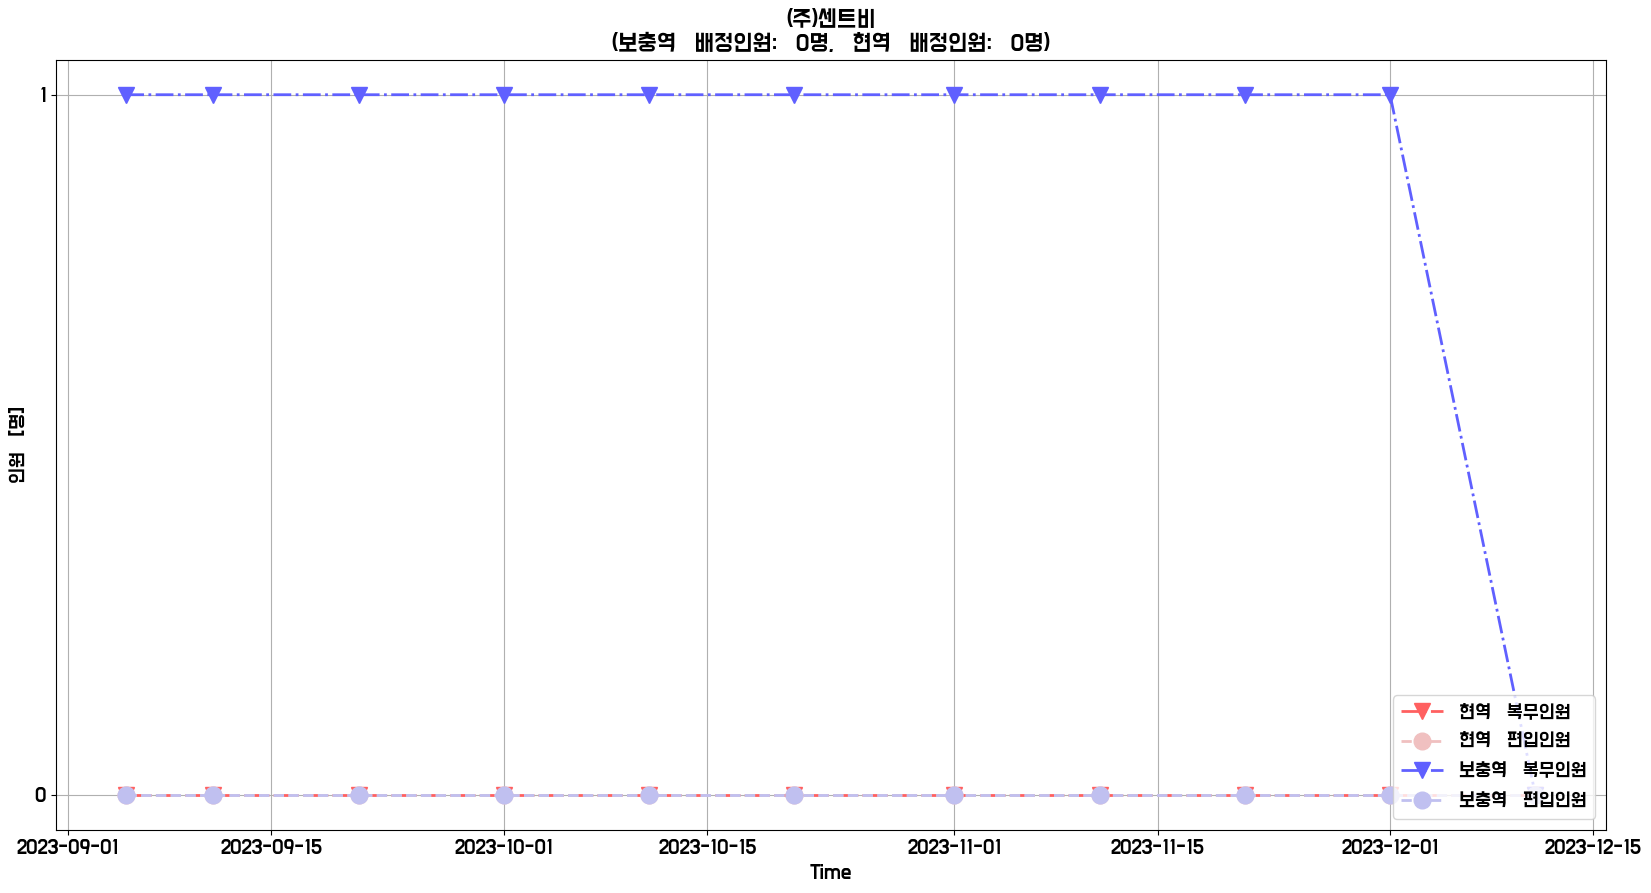 (주)센트비
(보충역 배정인원: 0명, 현역 배정인원: 0명)
1
0
인원 [명]
현역 복무인원
현역 편입인원
보충역 복무인원
보충역 편입인원
2023-09-01 2023-09-15 2023-10-01 2023-10-15 2023-11-01 2023-11-15 2023-12-01 2023-12-15
Time